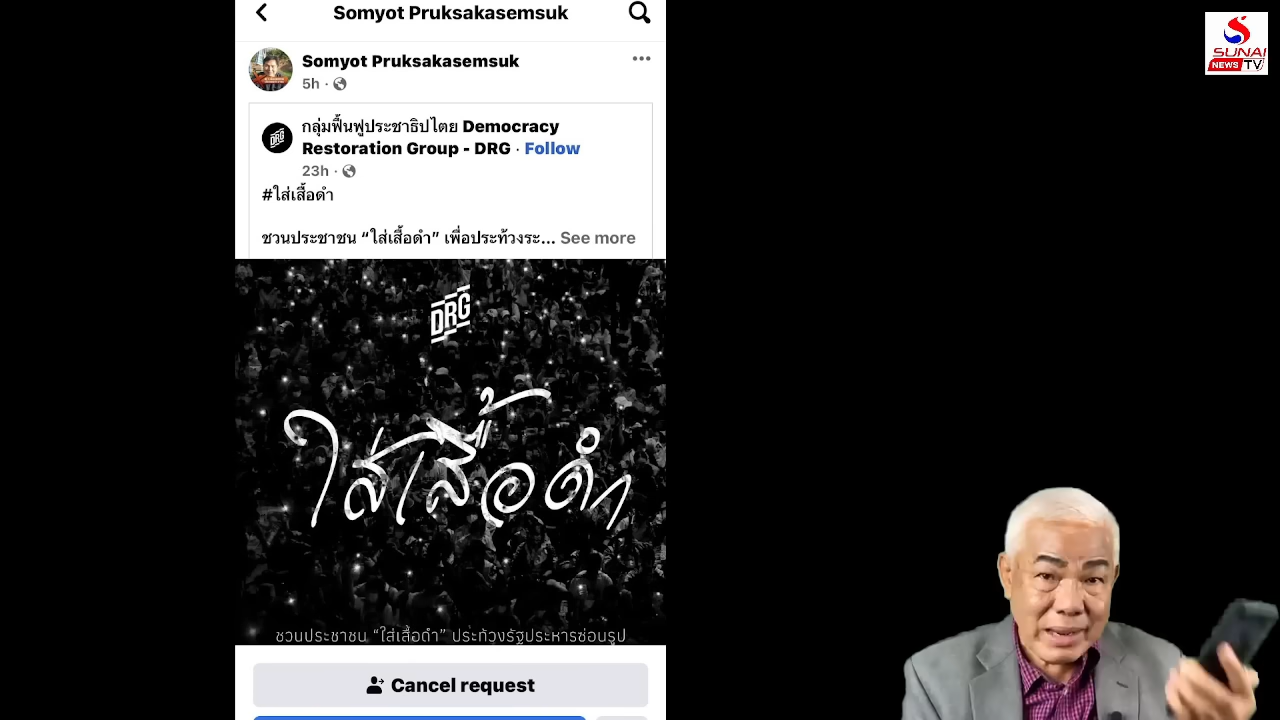 Somyot Pruksakasemsuk
SUNAI
NEWS TV
Somyot Pruksakasemsuk
5h ·
กลุ่มฟื้นฟูประชาธิปไตย Democracy
Restoration Group - DRG · Follow
23h ·
#ใส่เสื้อดำ
ชวนประชาชน “ใส่เสื้อดำ” เพื่อประท้วงระ... See more
DRG
ใส่เสื้อดำ
ชวนประชาชน “ใส่เสื้อดำ” ประท้วงรัฐประหารซ่อนรูป
Cancel request